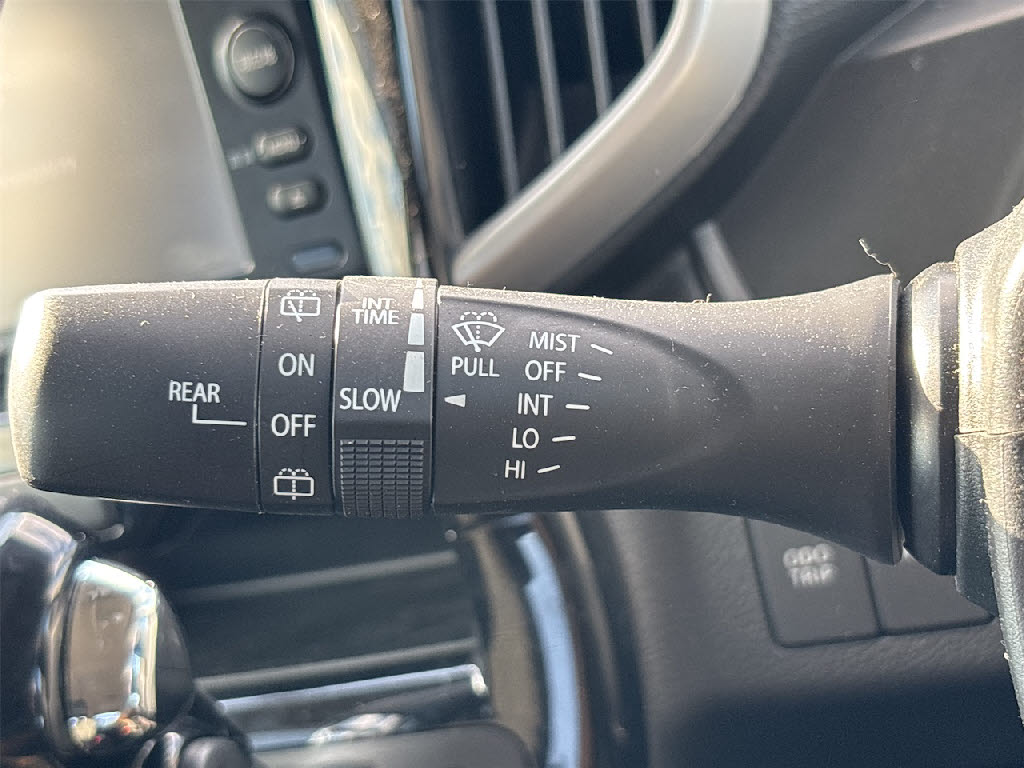 REAR
ON
OFF
INT
TIME
SLOW
PULL
MIST
OFF
INT
LO
HI
ODO
TRIP